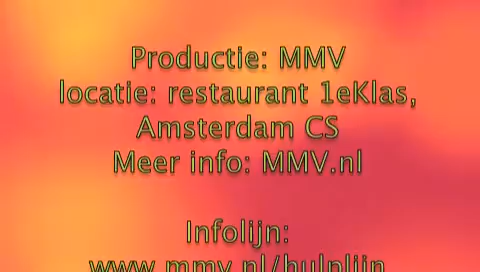 Productie: MMV
locatie: restaurant 1eKlas,
Amsterdam CS
Meer info: MMV.nl
Infolijn:
www.mmv.nl/hulplijn